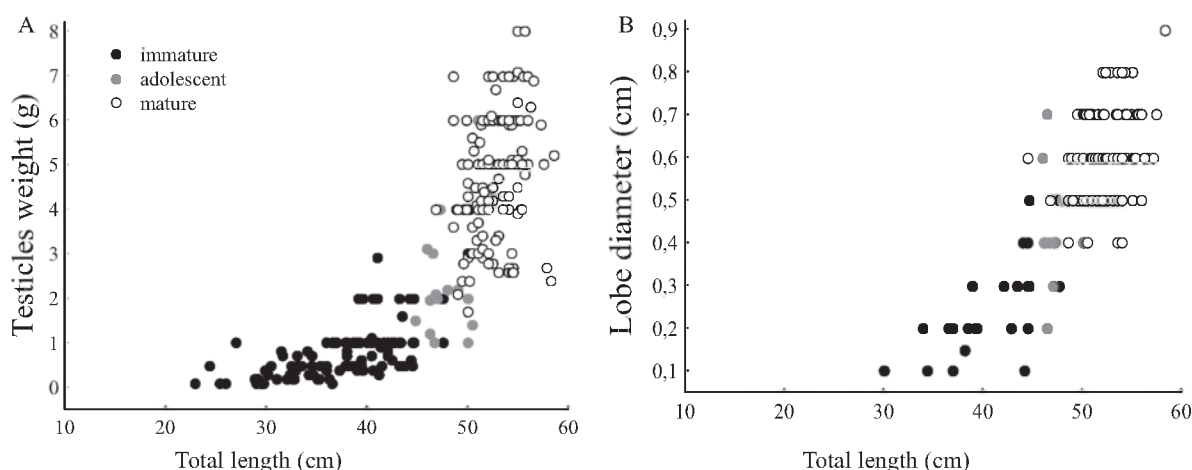 A
Testicles weight (g)
8
7
6
5
4
3
2
1
0
immature
adolescent
mature
10 20 30 40 50 60
Total length (cm)
B
Lobe diameter (cm)
0,9
0,8
0,7
0,6
0,5
0,4
0,3
0,2
0,1
10 20 30 40 50 60
Total length (cm)